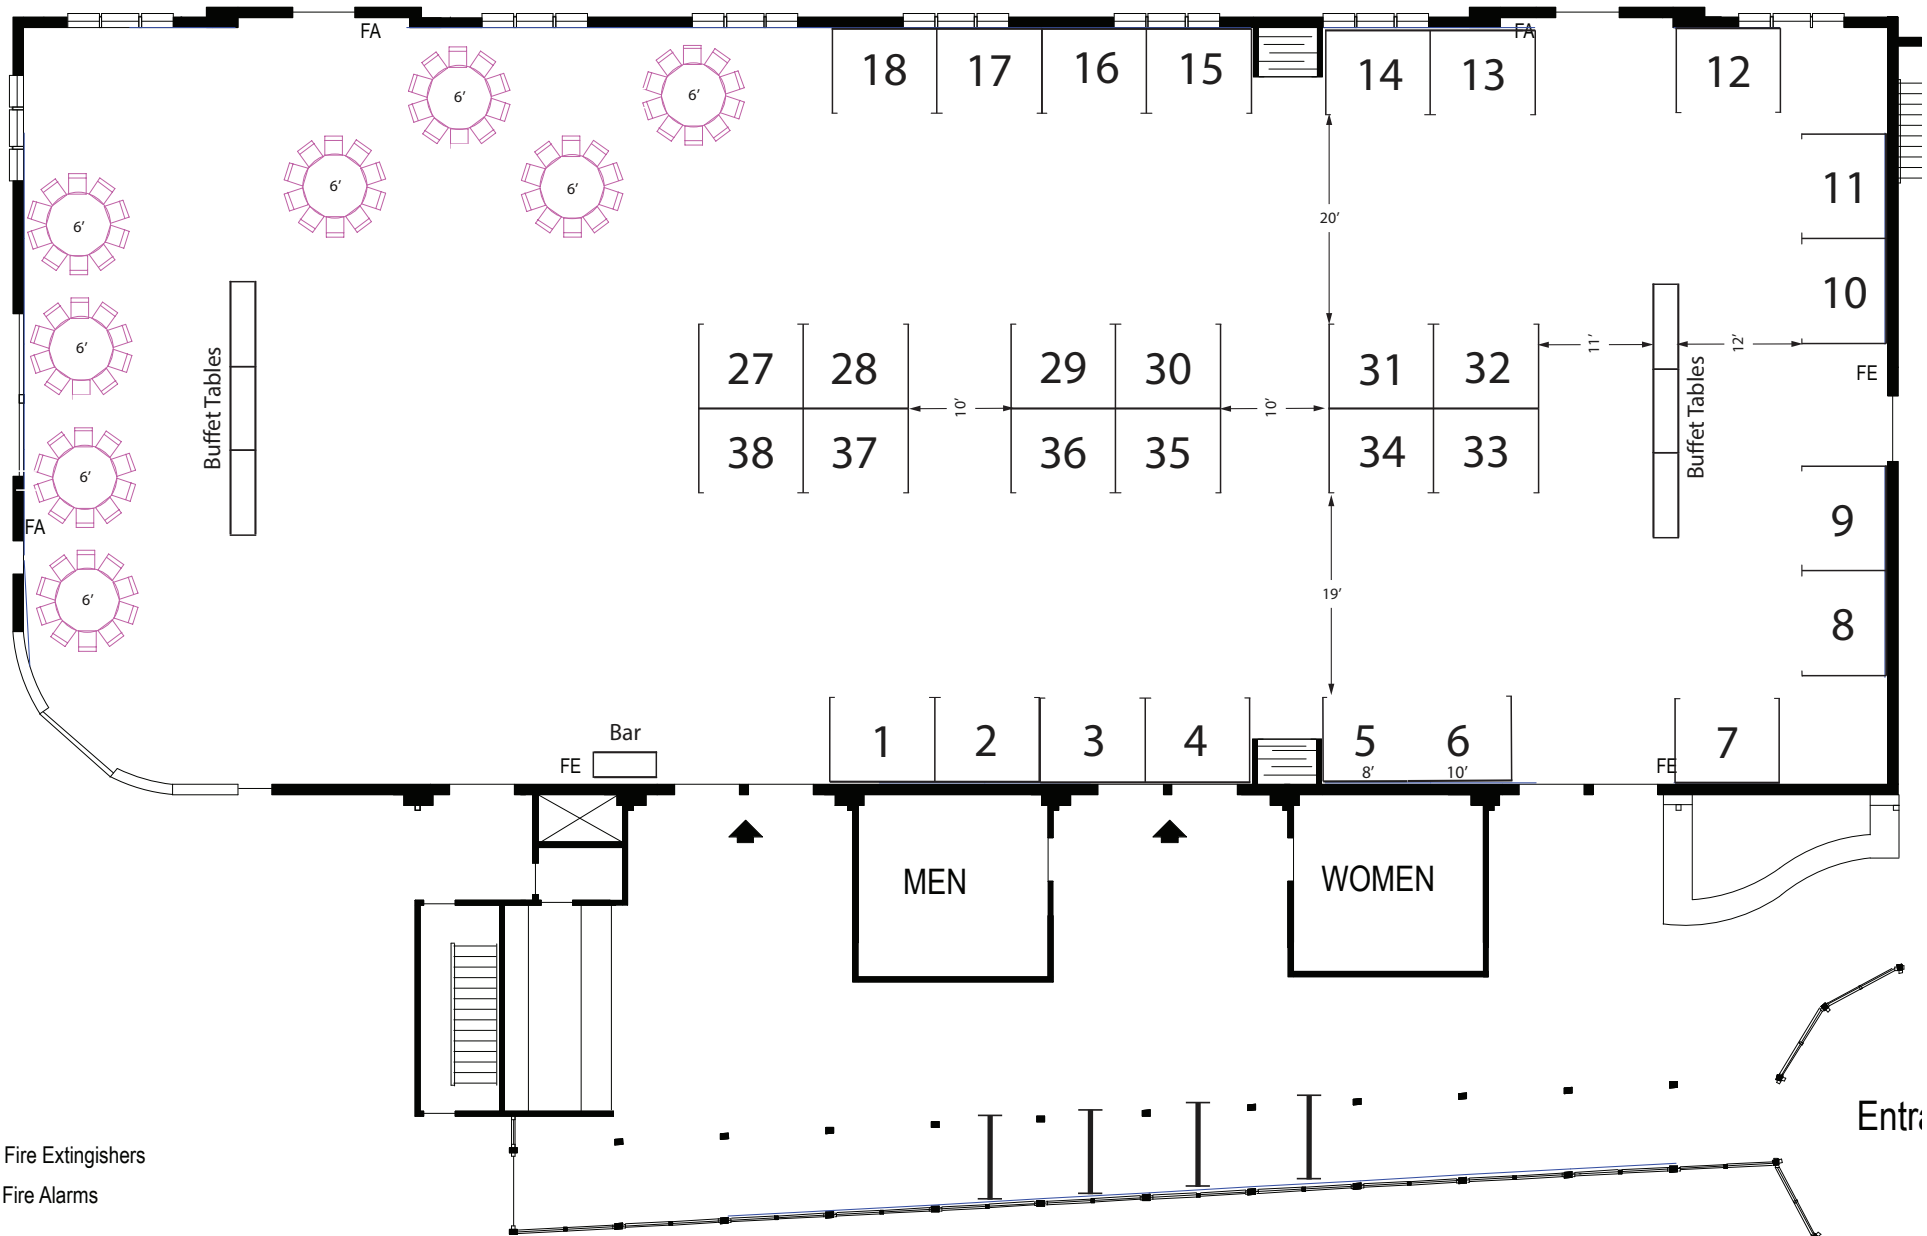 FA
FA
18 17 16 15 14 13 12
6'
6'
6'
6'
11
6'
20'
10
6'
27 28 29 30 31 32
11'
12'
FE
Buffet Tables
10'
10'
Buffet Tables
38 37 36 35 34 33
6'
9
FA
6'
19'
8
Bar
FE
1 2 3 4 5 6 7
8' 10'
FE
MEN
WOMEN
Entra
Fire Extingishers
Fire Alarms